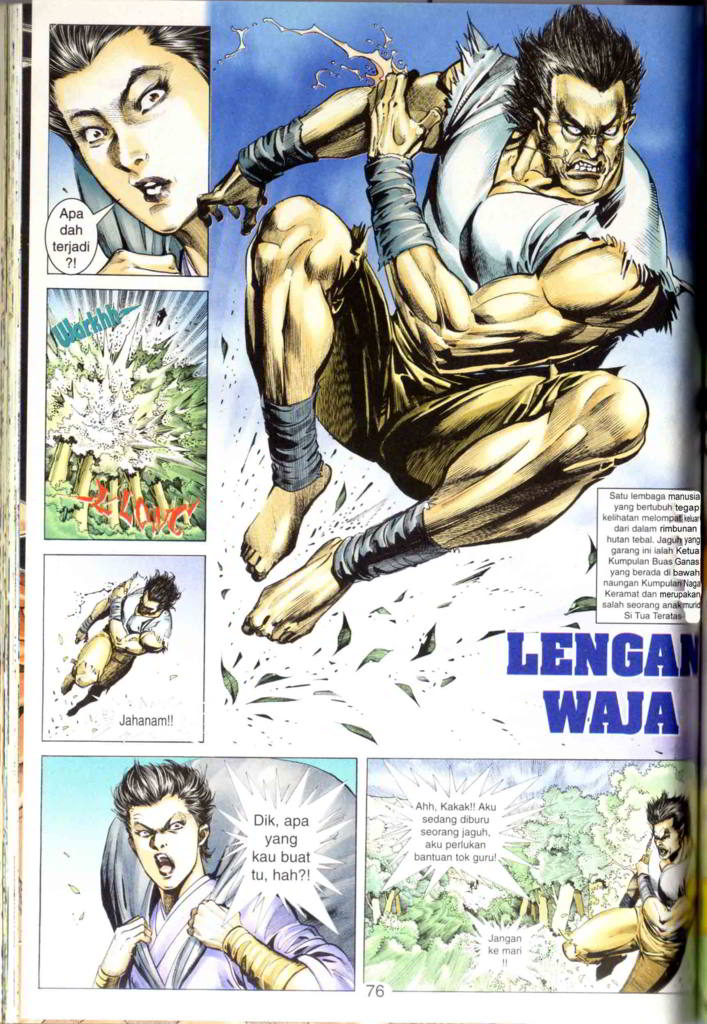 Apa
dah
terjadi
?!
Warkhh
Satu lembaga manusia
yang bertubuh tegap
kelihatan melompat keluar
dari dalam rimbunan
hutan tebal. Jaguh yang
garang ini ialah Ketua
Kumpulan Buas Ganas
yang berada di bawah
naungan Kumpulan Naga
Keramat dan merupakan
salah seorang anak murid
Si Tua Teratas
LENGAN
WAJA
Jahanam!!
Dik, apa
yang
kau buat
tu, hah?!
Ahh, Kakak!! Aku
sedang diburu
seorang jaguh,
aku perlukan
bantuan tok guru!
Jangan
ke mari
!!
76